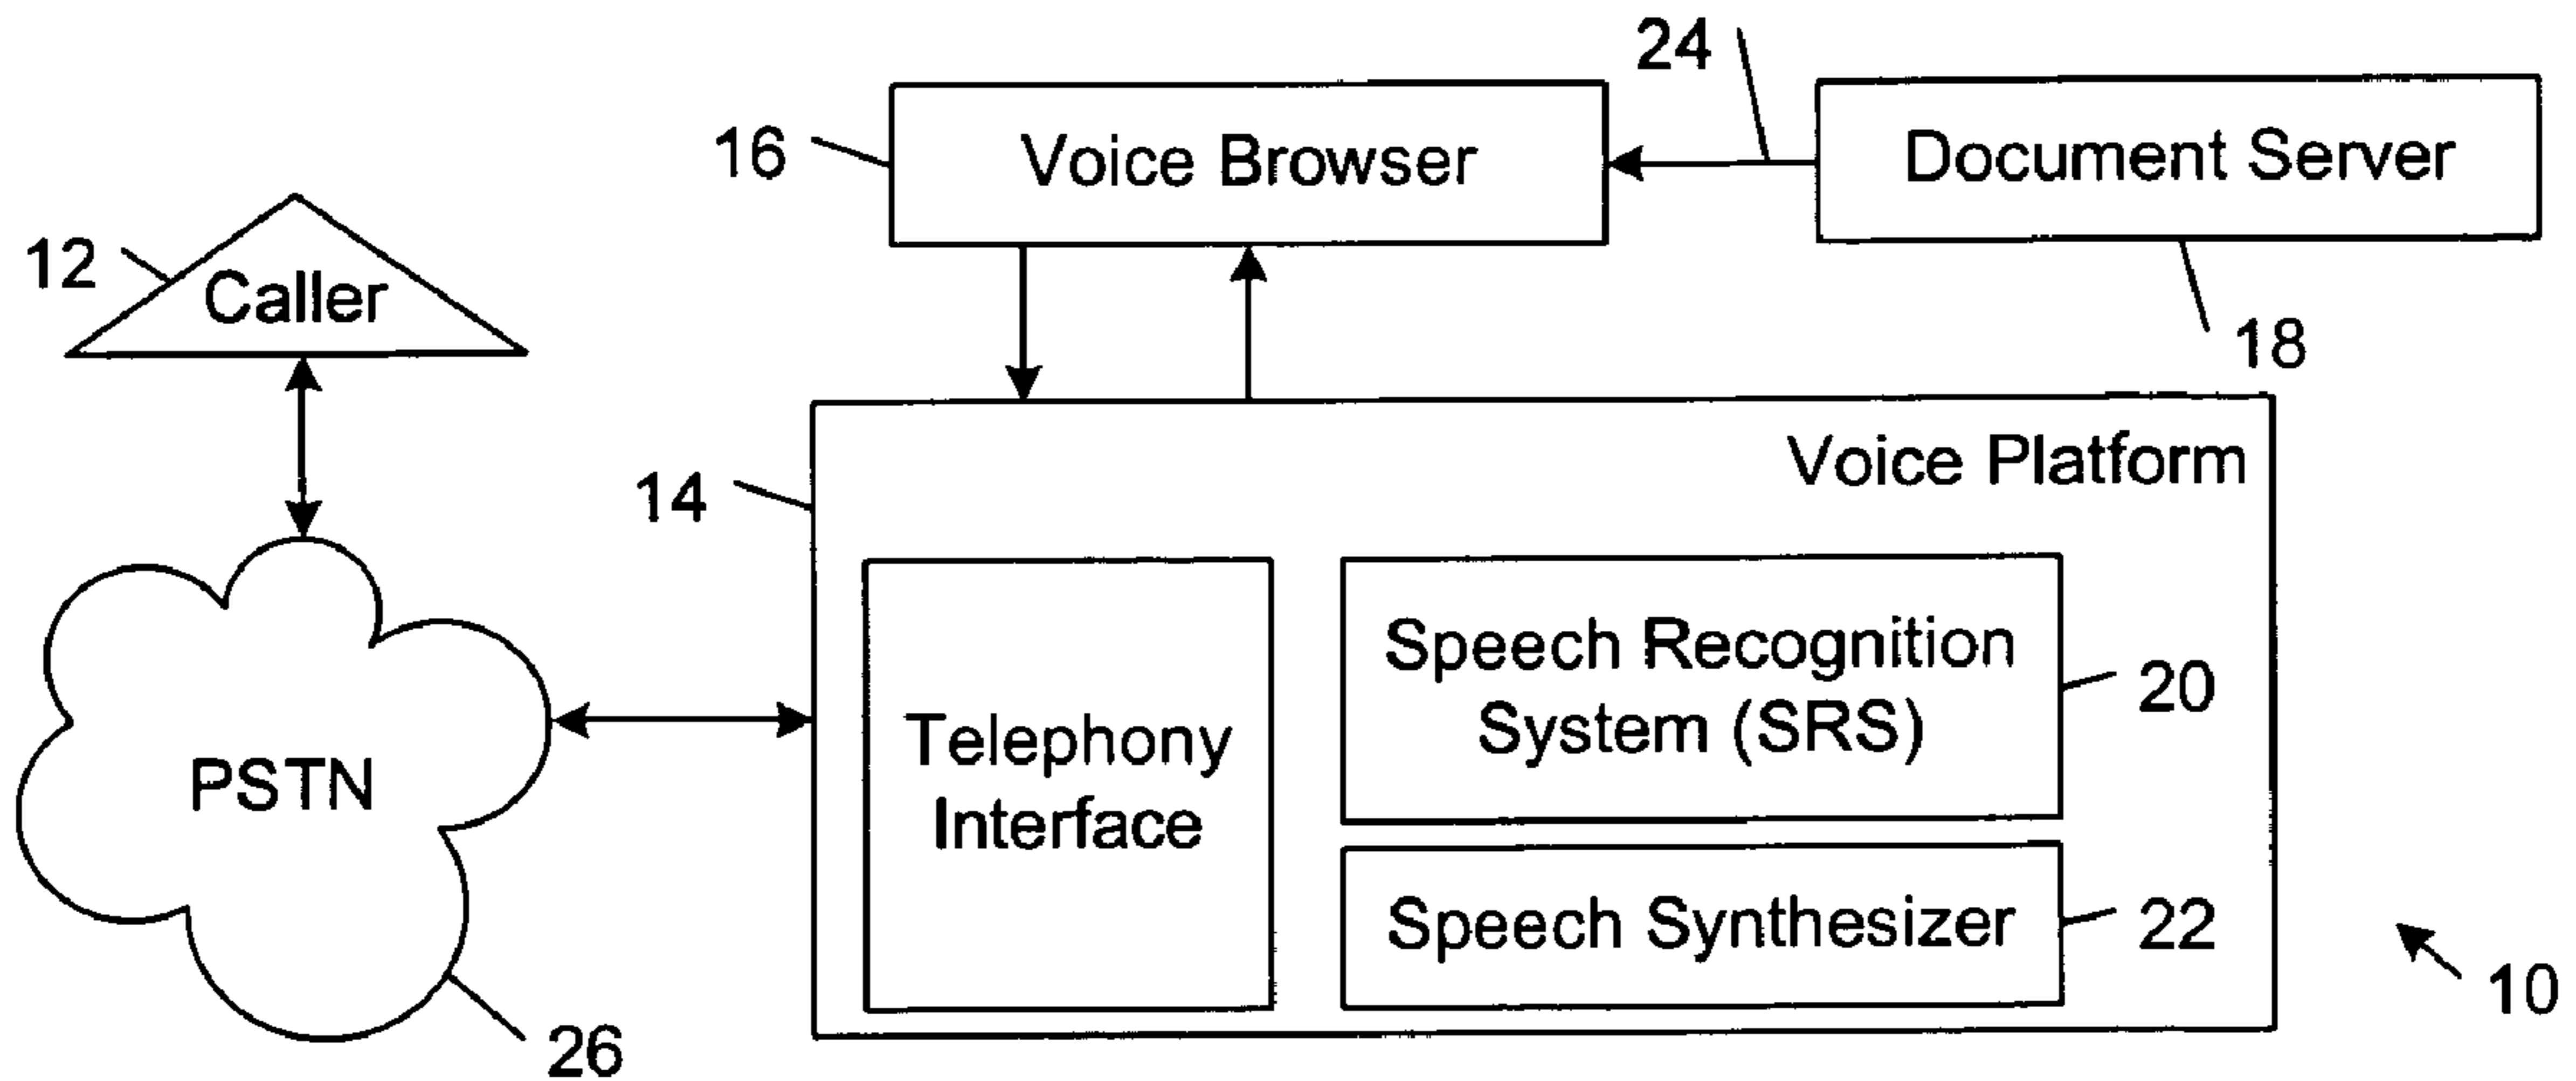 24
16
Voice Browser
Document Server
12
Caller
18
14
Voice Platform
Speech Recognition
System (SRS)
20
Telephony
Interface
PSTN
Speech Synthesizer
22
10
26